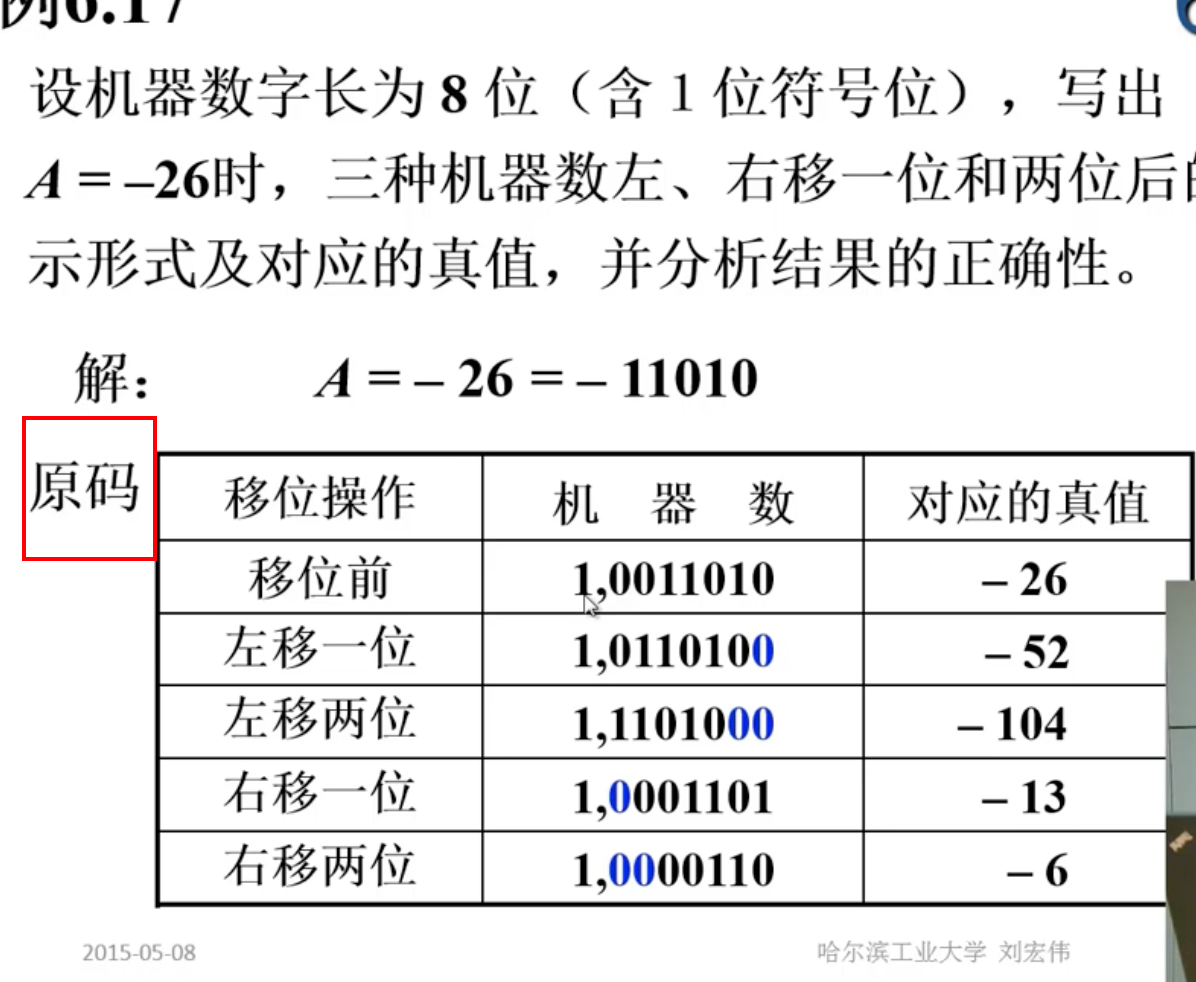 例6.17
设机器数字长为 8 位（含 1 位符号位），写出
A = –26时，三种机器数左、右移一位和两位后的
示形式及对应的真值，并分析结果的正确性。
解： A = – 26 = – 11010
原码
移位操作 机 器 数 对应的真值
移位前 1,0011010 – 26
左移一位 1,0110100 – 52
左移两位 1,1101000 – 104
右移一位 1,0001101 – 13
右移两位 1,0000110 – 6
2015-05-08 哈尔滨工业大学 刘宏伟